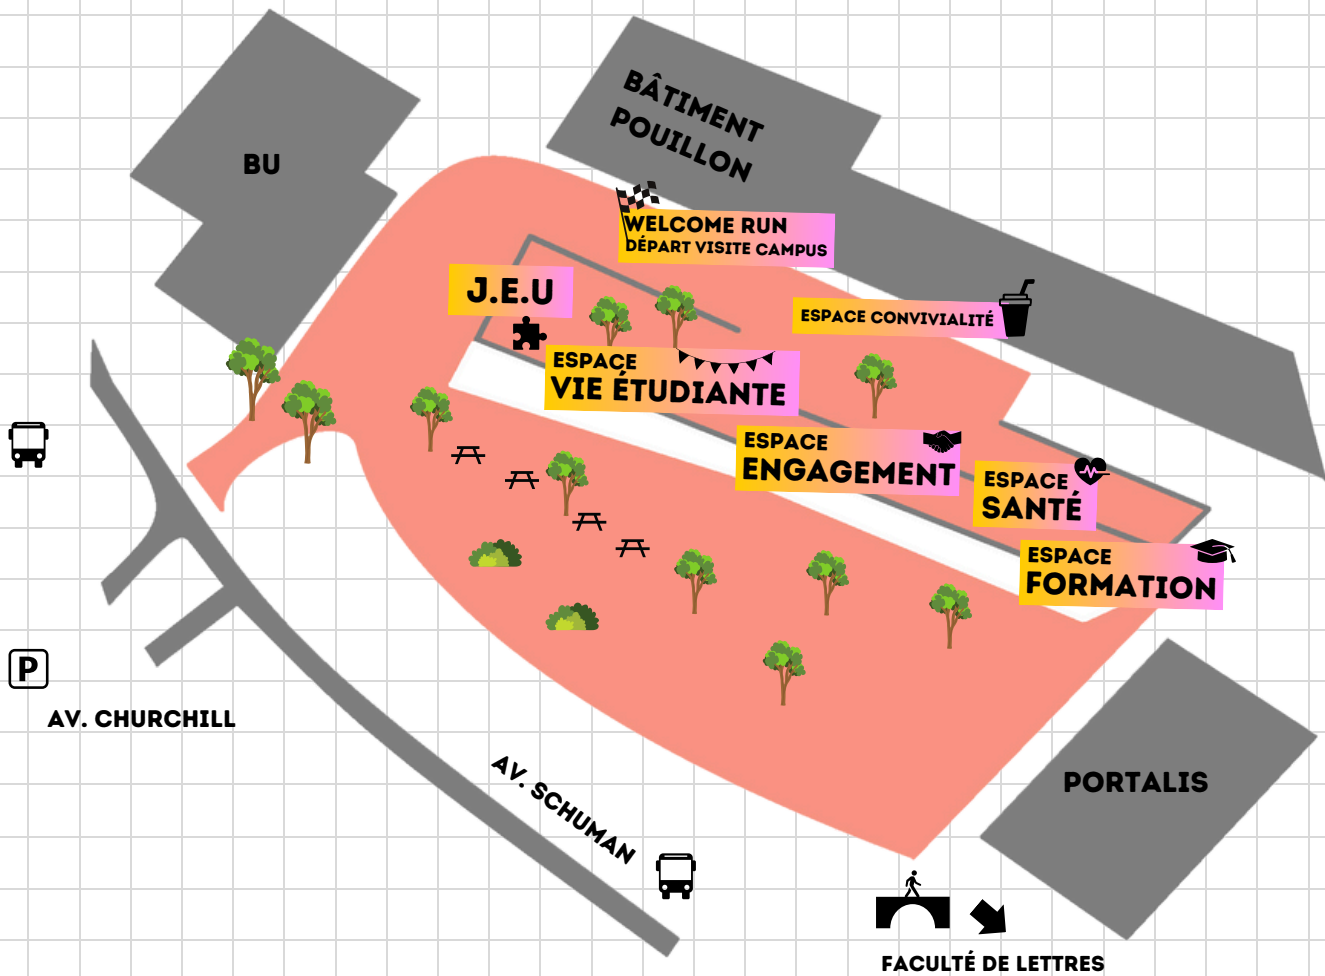 BÂTIMENT
POUILLON
BU
WELCOME RUN
DÉPART VISITE CAMPUS
J.E.U
ESPACE CONVIVIALITÉ
ESPACE
VIE ÉTUDIANTE
ESPACE
ENGAGEMENT
ESPACE
SANTÉ
ESPACE
FORMATION
P
AV. CHURCHILL
AV. SCHUMAN
PORTALIS
FACULTÉ DE LETTRES